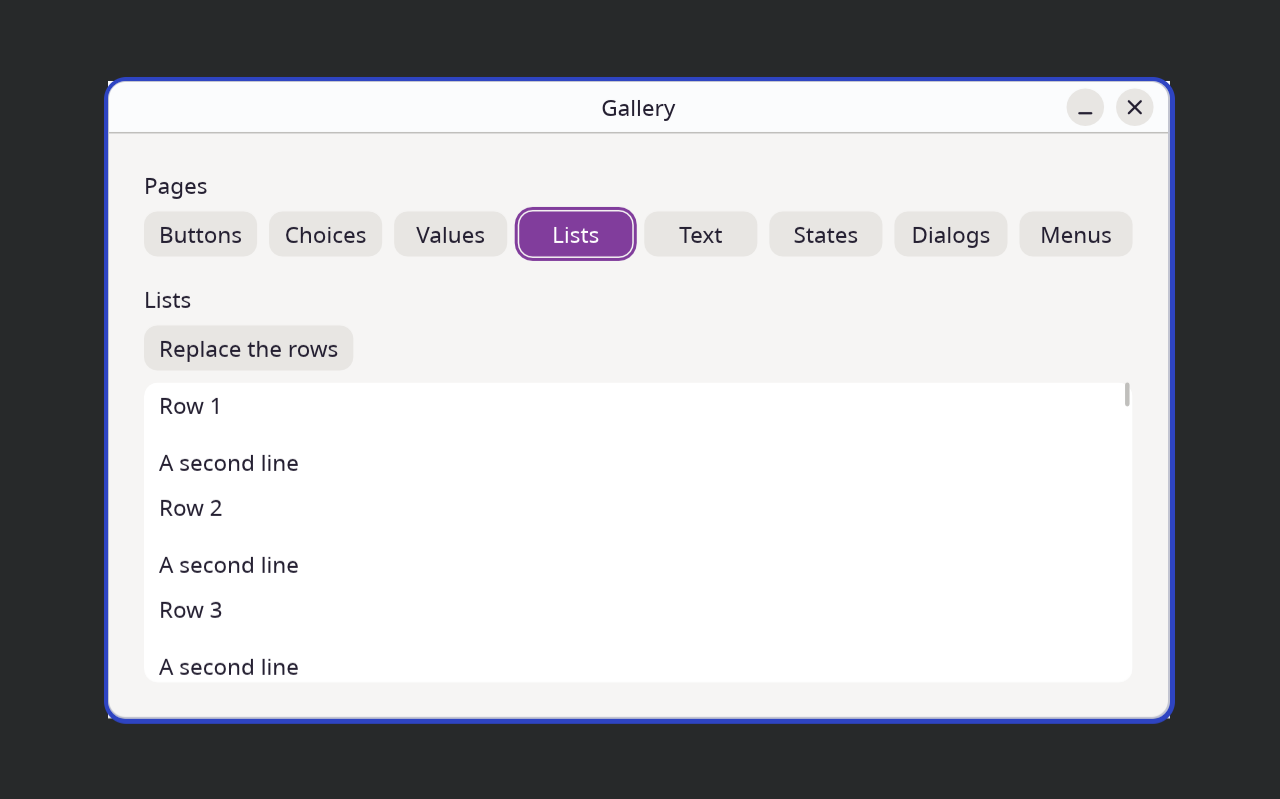 Gallery
Pages
Buttons Choices Values Lists Text States Dialogs Menus
Lists
Replace the rows
Row 1
A second line
Row 2
A second line
Row 3
A second line